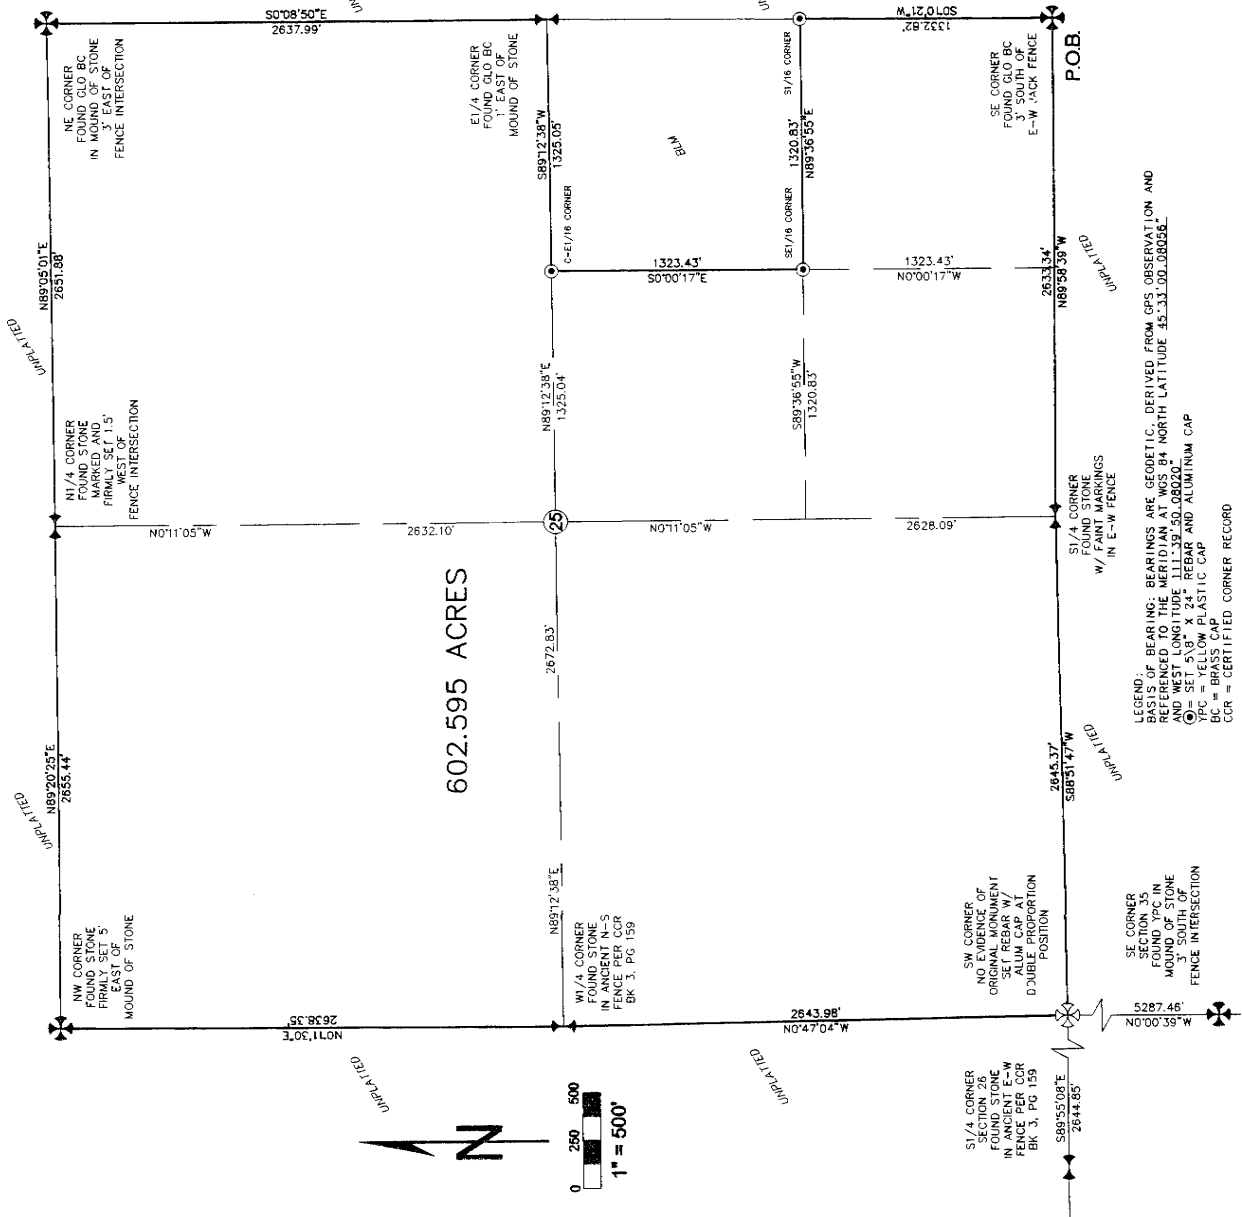 S0°08'50"E
2637.99'
S0°10'21"W
1332.82'
NE CORNER
FOUND GLO BC
IN MOUND OF STONE
3' EAST OF
FENCE INTERSECTION
E1/4 CORNER
FOUND GLO BC
1' EAST OF
MOUND OF STONE
S89°12'38"W
1325.05'
C-E1/16 CORNER
BLM
S1/16 CORNER
1320.83'
N89°36'55"E
SE1/16 CORNER
SE CORNER
FOUND GLO BC
3' SOUTH OF
E-W JACK FENCE
P.O.B.
N89°05'01"E
2651.88'
UNPLATTED
1323.43'
S0°00'17"E
1323.43'
N0°00'17"W
2633.34'
N89°58'39"W
UNPLATTED
N1/4 CORNER
FOUND STONE
MARKED AND
FIRMLY SET 1.5'
WEST OF
FENCE INTERSECTION
N89°12'38"E
1325.04'
S89°36'55"W
1320.83'
N0°11'05"W
2632.10'
25
N0°11'05"W
2628.09'
S1/4 CORNER
FOUND STONE
W/ FAINT MARKINGS
IN E-W FENCE
602.595 ACRES
2672.83'
N89°12'38"E
N89°20'25"E
2655.44'
UNPLATTED
2645.37'
S88°51'47"W
UNPLATTED
NW CORNER
FOUND STONE
FIRMLY SET 5'
EAST OF
MOUND OF STONE
W1/4 CORNER
FOUND STONE
IN ANCIENT N-S
FENCE PER CCR
BK 3, PG 159
SW CORNER
NO EVIDENCE OF
ORIGINAL MONUMENT
SET REBAR W/
ALUM CAP AT
DOUBLE PROPORTION
POSITION
SE CORNER
SECTION 35
FOUND YPC IN
MOUND OF STONE
3' SOUTH OF
FENCE INTERSECTION
2638.35'
N0°11'30"E
2643.98'
N0°47'04"W
5287.46'
N0°00'39"W
UNPLATTED
UNPLATTED
S1/4 CORNER
SECTION 26
FOUND STONE
IN ANCIENT E-W
FENCE PER CCR
BK 3, PG 159
S89°55'08"E
2644.85'
N
0 250 500
1" = 500'
LEGEND:
BASIS OF BEARING: BEARINGS ARE GEODETIC, DERIVED FROM GPS OBSERVATION AND
REFERENCED TO THE MERIDIAN AT WGS 84 NORTH LATITUDE 45°33'00.08056"
AND WEST LONGITUDE 111°39'50.08020"
= SET 5\8" X 24" REBAR AND ALUMINUM CAP
YPC = YELLOW PLASTIC CAP
BC = BRASS CAP
CCR = CERTIFIED CORNER RECORD